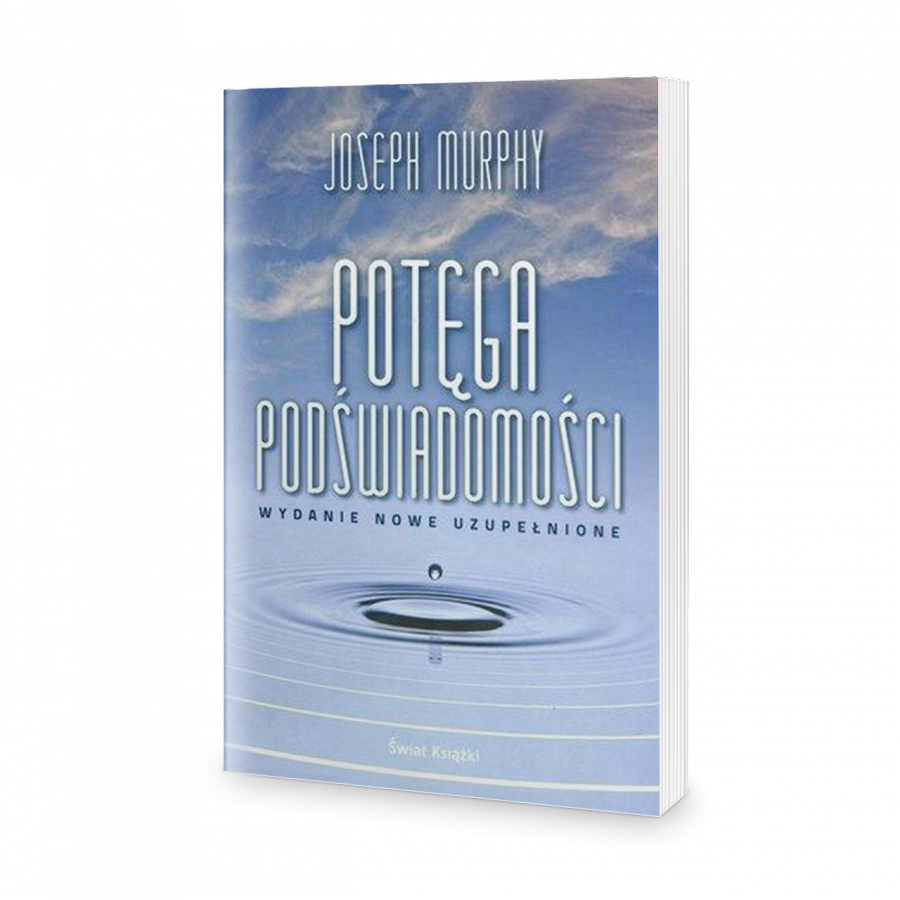 JOSEPH MURPHY
POTĘGA
PODŚWIADOMOŚCI
WYDANIE NOWE UZUPEŁNIONE
Świat Książki